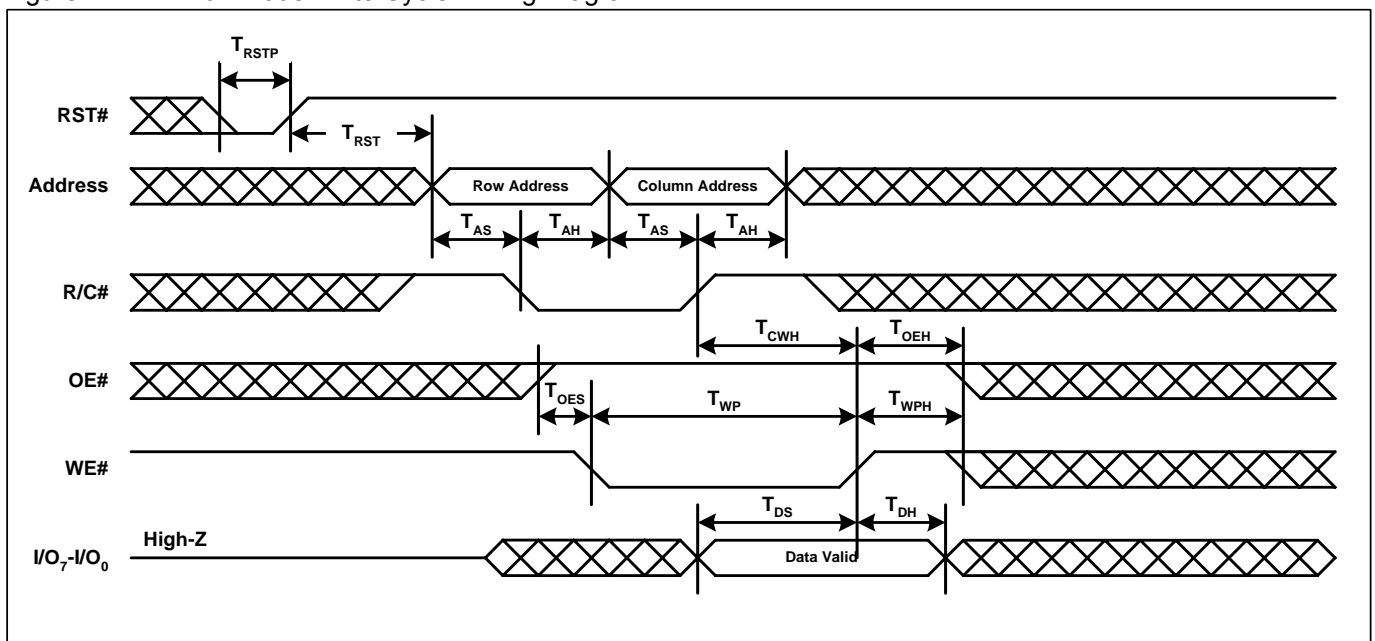 T_RSTP
RST#
T_RST
Address
Row Address
Column Address
T_AS
T_AH
T_AS
T_AH
R/C#
T_CWH
T_OEH
OE#
T_OES
T_WP
T_WPH
WE#
T_DS
T_DH
High-Z
I/O_7-I/O_0
Data Valid